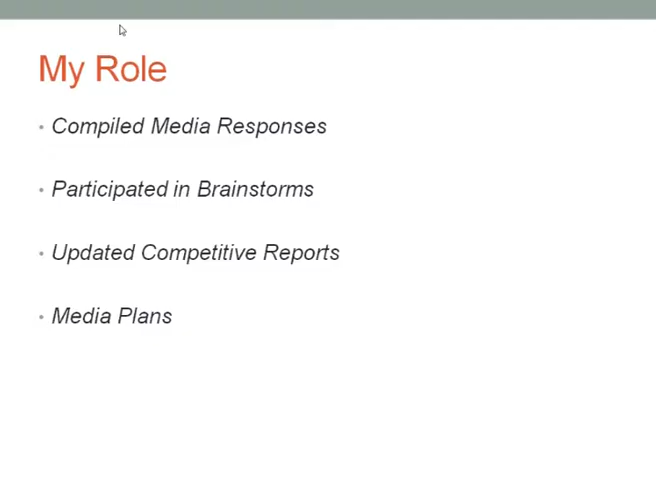 My Role
• Compiled Media Responses
• Participated in Brainstorms
• Updated Competitive Reports
• Media Plans